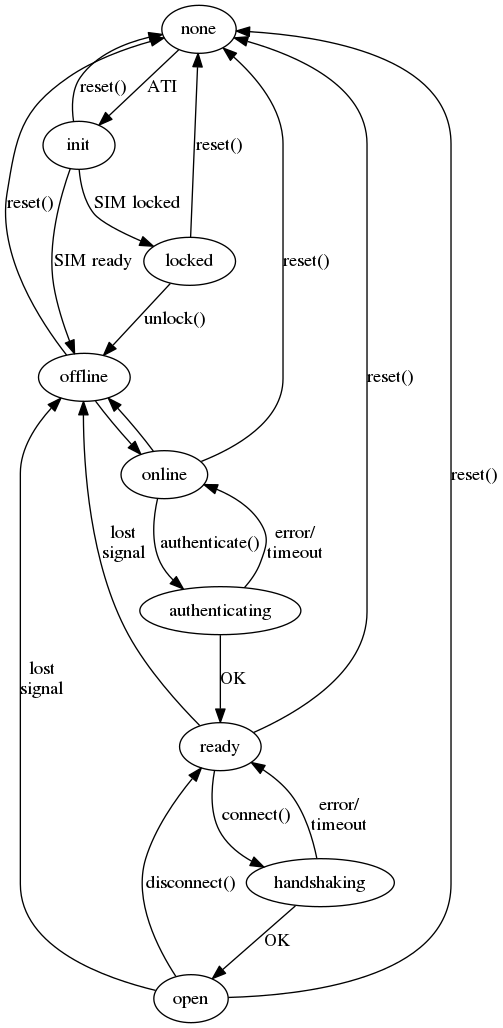 none
reset()
ATI
init
reset()
SIM locked
reset()
SIM ready
locked
reset()
unlock()
offline
reset()
online
reset()
lost
signal
authenticate()
error/
timeout
authenticating
lost
signal
OK
ready
connect()
error/
timeout
disconnect()
handshaking
OK
open